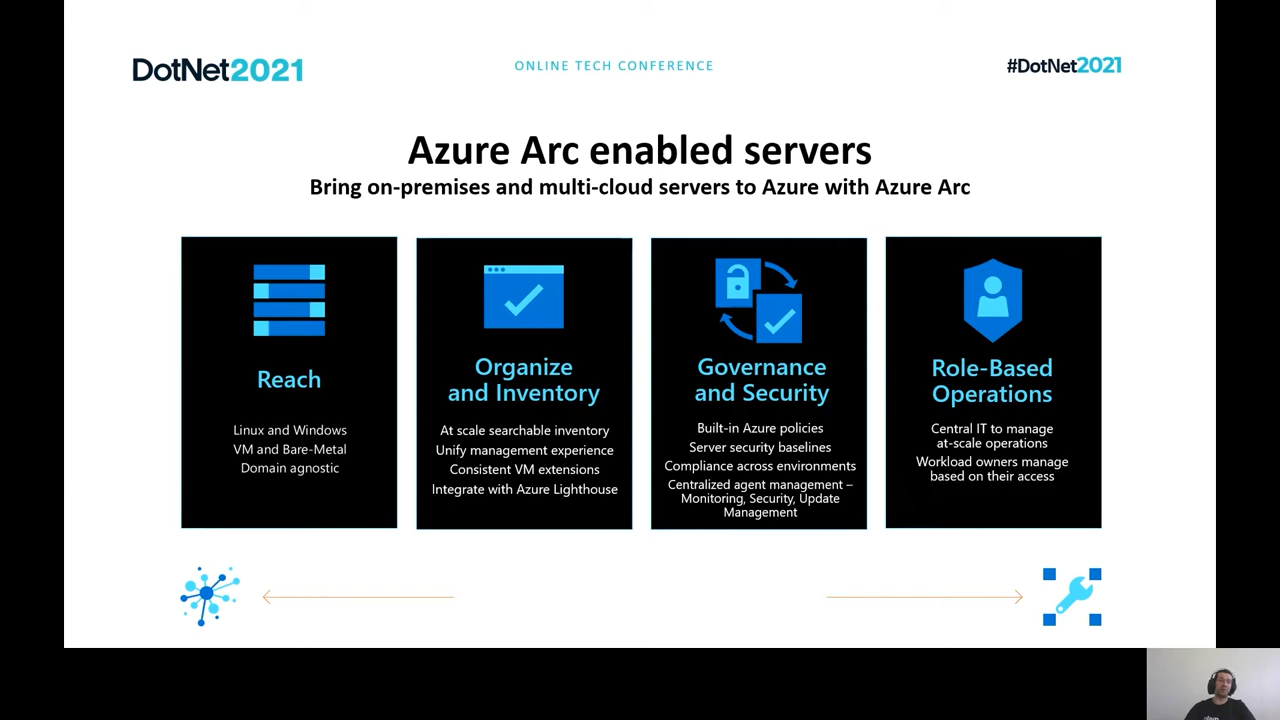 DotNet2021
ONLINE TECH CONFERENCE
#DotNet2021
Azure Arc enabled servers
Bring on-premises and multi-cloud servers to Azure with Azure Arc
Reach
Linux and Windows
VM and Bare-Metal
Domain agnostic
Organize
and Inventory
At scale searchable inventory
Unify management experience
Consistent VM extensions
Integrate with Azure Lighthouse
Governance
and Security
Built-in Azure policies
Server security baselines
Compliance across environments
Centralized agent management –
Monitoring, Security, Update
Management
Role-Based
Operations
Central IT to manage
at-scale operations
Workload owners manage
based on their access